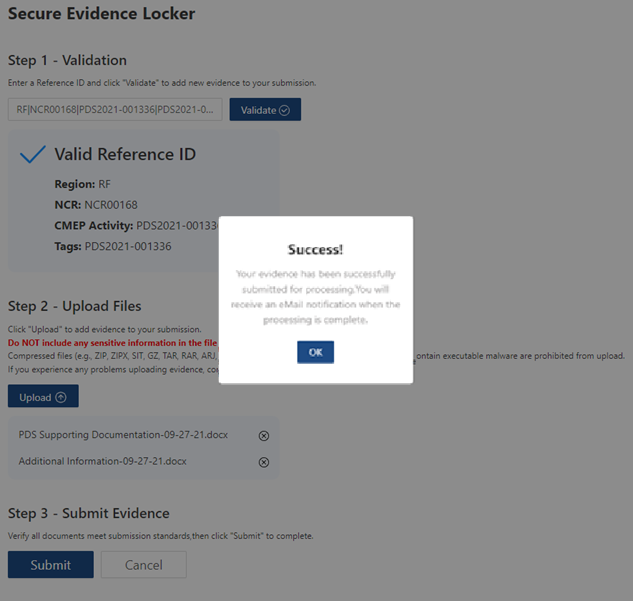 Secure Evidence Locker
Step 1 - Validation
Enter a Reference ID and click "Validate" to add new evidence to your submission.
RF|NCR00168|PDS2021-001336|PDS2021-0...
Validate
Valid Reference ID
Region: RF
NCR: NCR00168
CMEP Activity: PDS2021-00133
Tags: PDS2021-001336
Success!
Your evidence has been successfully
submitted for processing.You will
receive an eMail notification when the
processing is complete.
OK
Step 2 - Upload Files
Click "Upload" to add evidence to your submission.
Do NOT include any sensitive information in the file
Compressed files (e.g., ZIP, ZIPX, SIT, GZ, TAR, RAR, ARJ, ontain executable malware are prohibited from upload.
If you experience any problems uploading evidence,
Upload
PDS Supporting Documentation-09-27-21.docx
Additional Information-09-27-21.docx
Step 3 - Submit Evidence
Verify all documents meet submission standards,then click "Submit" to complete.
Submit
Cancel